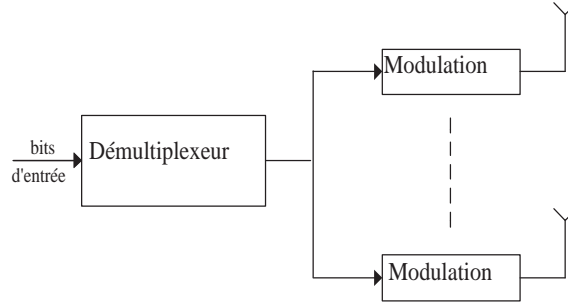 Modulation
bits
d'entrée
Démultiplexeur
Modulation